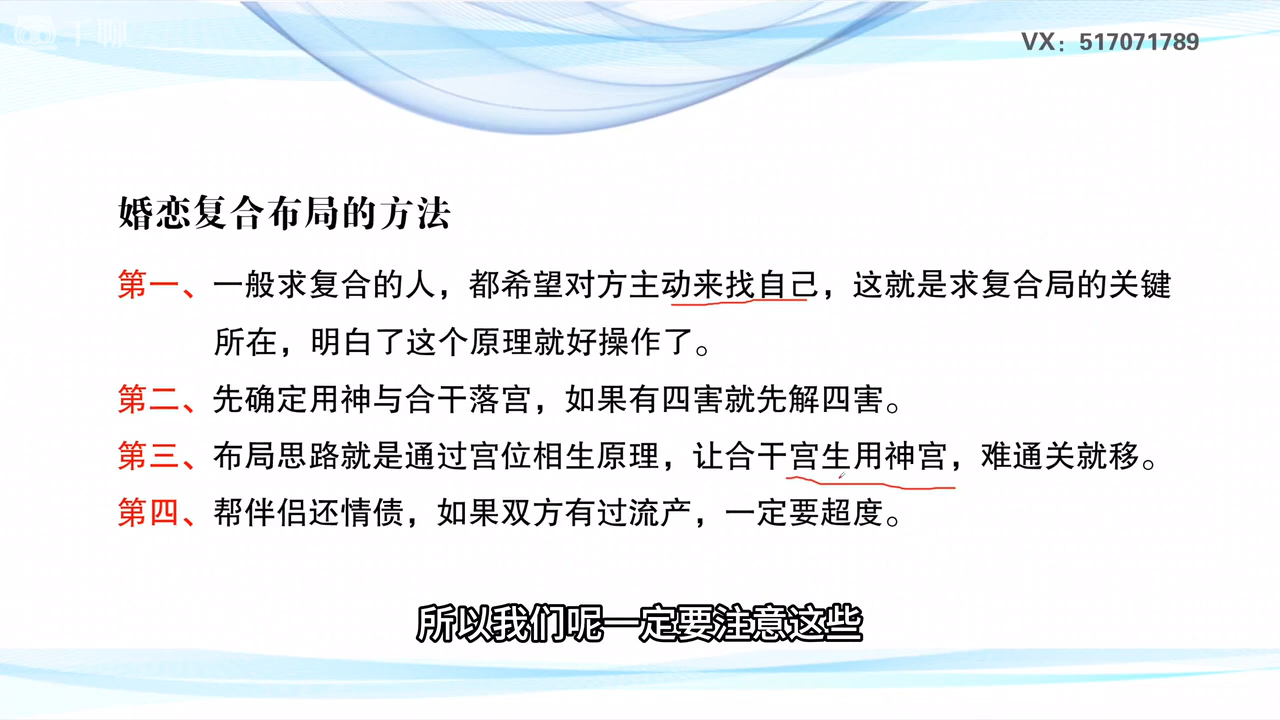 千聊
VX：517071789
婚恋复合布局的方法
第一、一般求复合的人，都希望对方主动来找自己，这就是求复合局的关键
所在，明白了这个原理就好操作了。
第二、先确定用神与合干落宫，如果有四害就先解四害。
第三、布局思路就是通过宫位相生原理，让合干宫生用神宫，难通关就移。
第四、帮伴侣还情债，如果双方有过流产，一定要超度。
所以我们呢一定要注意这些